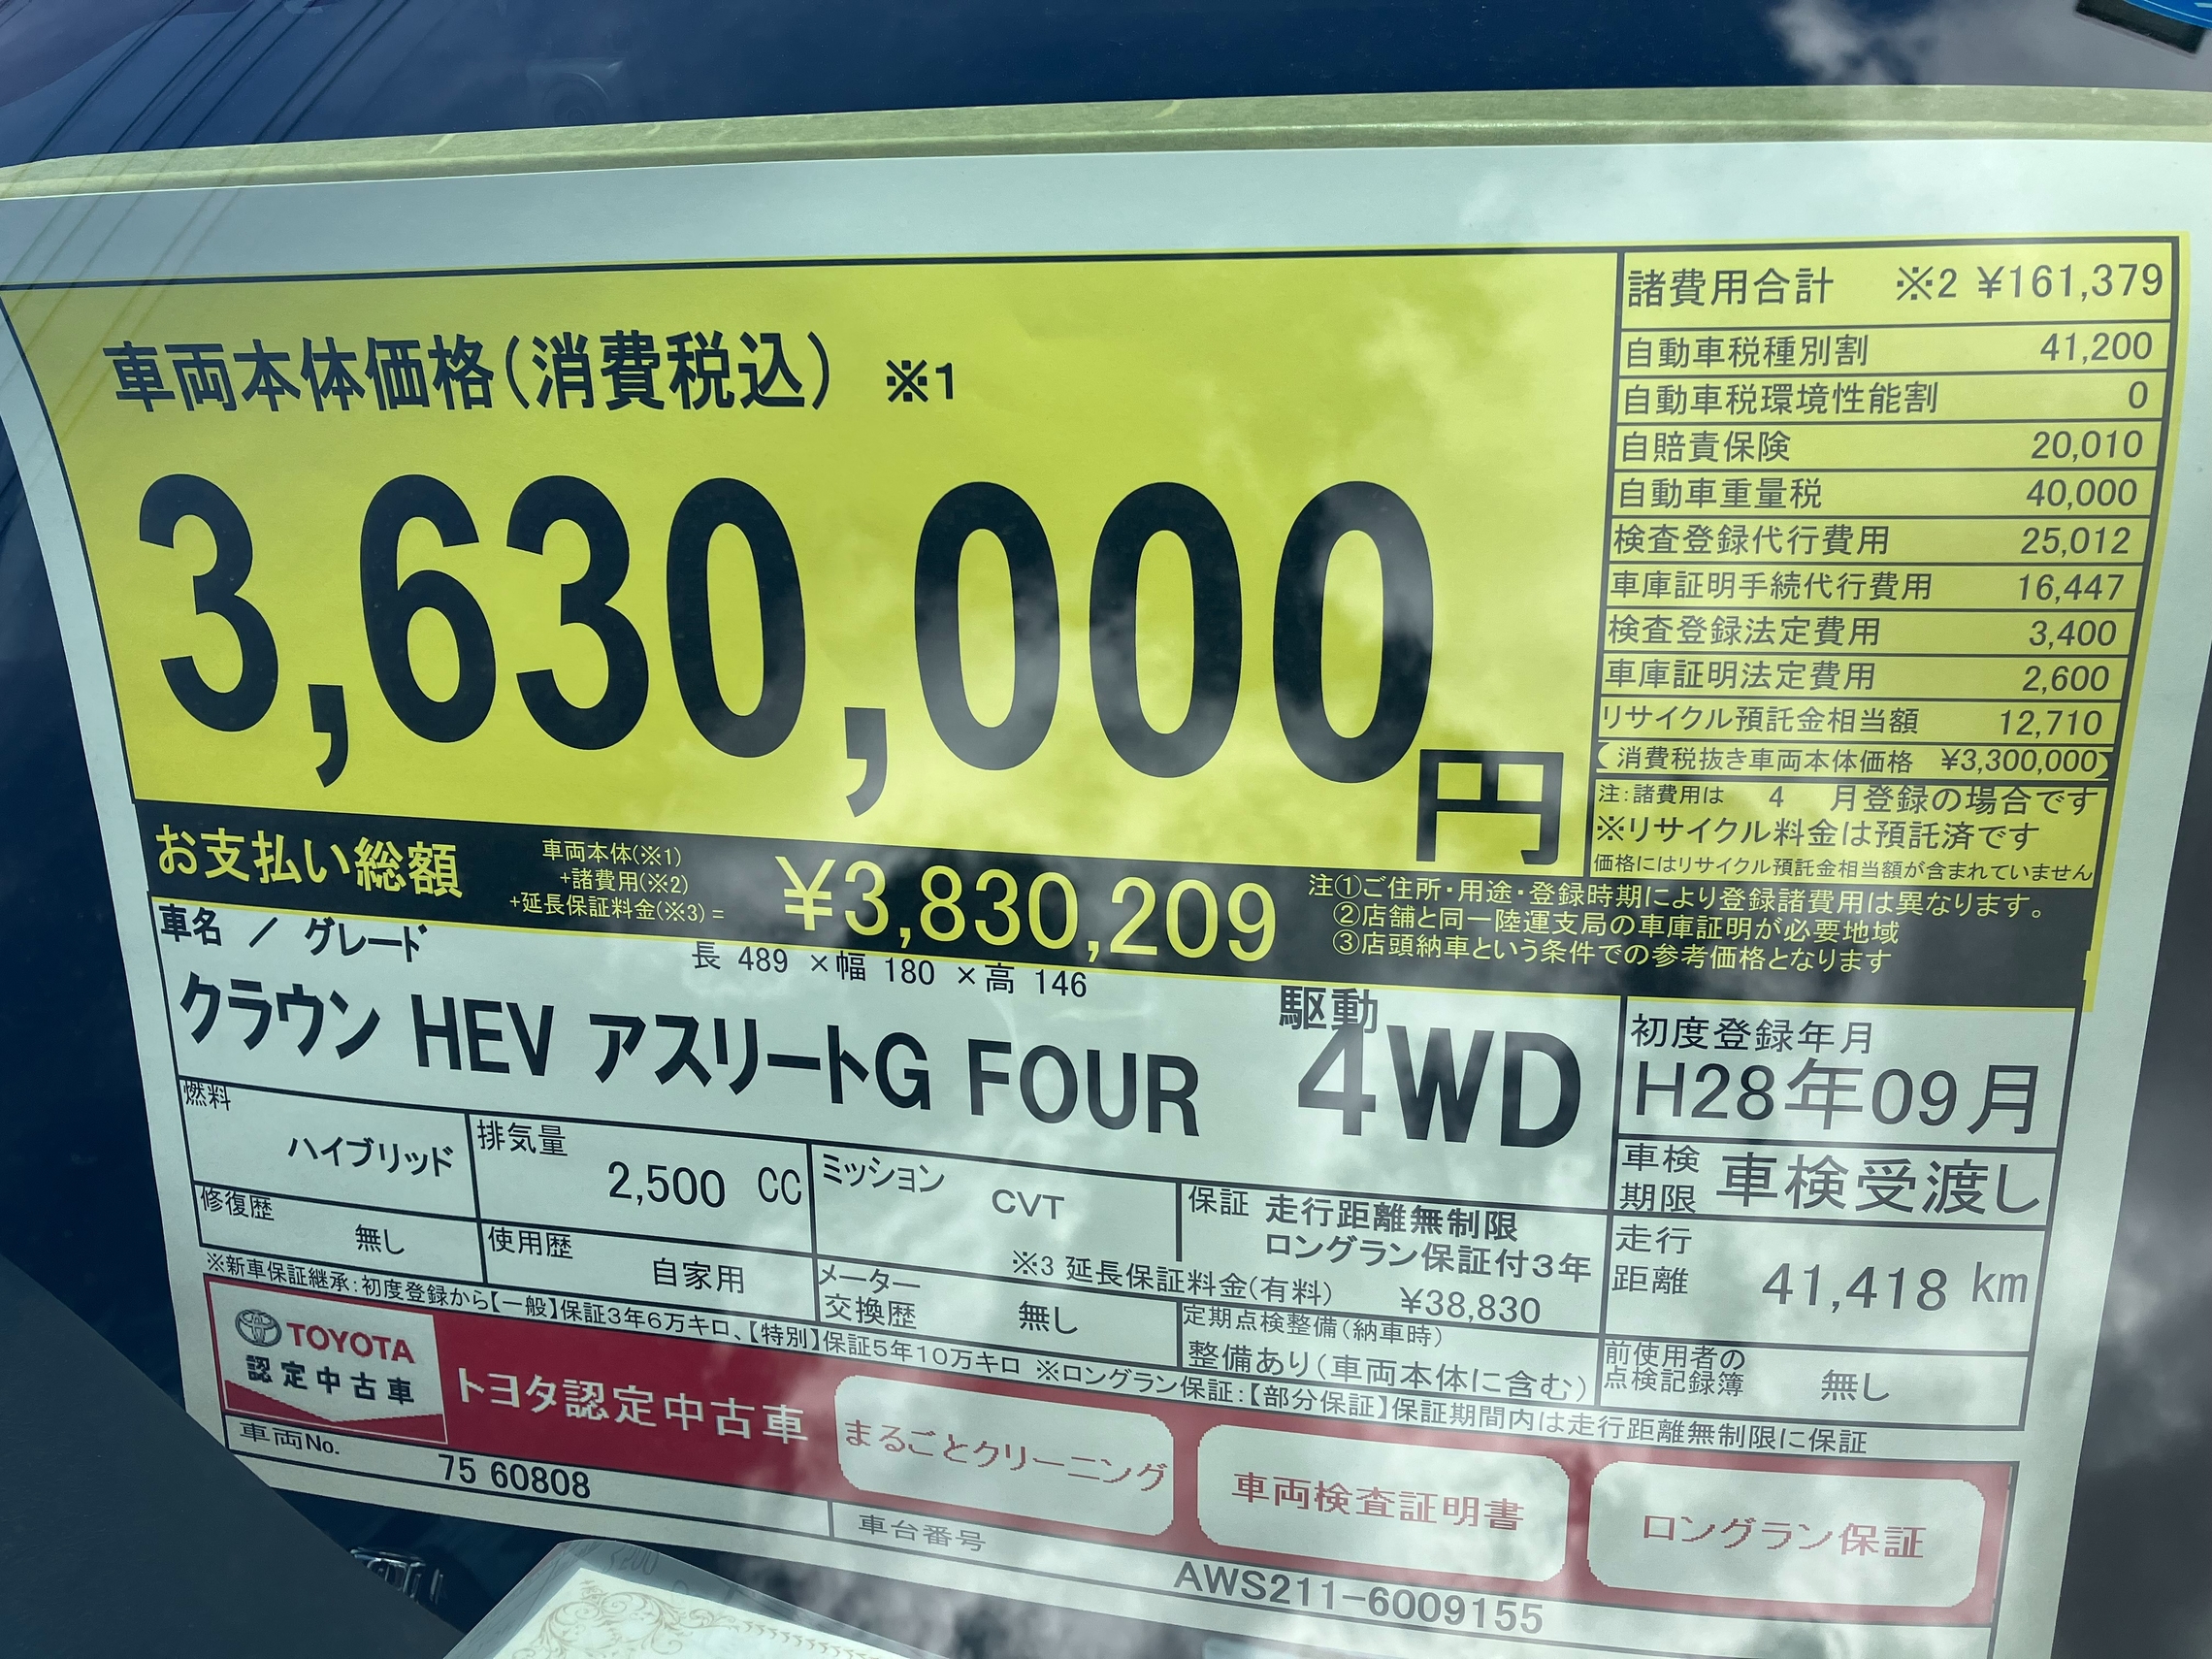 車両本体価格(消費税込) ※1
3,630,000円
諸費用合計 ※2 ¥161,379
自動車税種別割 41,200
自動車税環境性能割 0
自賠責保険 20,010
自動車重量税 40,000
検査登録代行費用 25,012
車庫証明手続代行費用 16,447
検査登録法定費用 3,400
車庫証明法定費用 2,600
リサイクル預託金相当額 12,710
(消費税抜き車両本体価格 ¥3,300,000)
注:諸費用は 4 月登録の場合です
※リサイクル料金は預託済です
価格にはリサイクル預託金相当額が含まれていません
お支払い総額
車両本体(※1)
+諸費用(※2)
+延長保証料金(※3)=
¥3,830,209
注①ご住所・用途・登録時期により登録諸費用は異なります。
②店舗と同一陸運支局の車庫証明が必要地域
③店頭納車という条件での参考価格となります
車名 / グレード
長 489 ×幅 180 ×高 146
クラウン HEV アスリートG FOUR
駆動
4WD
初度登録年月
H28年09月
燃料
ハイブリッド
排気量
2,500 CC
ミッション
CVT
保証 走行距離無制限
ロングラン保証付3年
※3 延長保証料金(有料) ¥38,830
車検
期限
車検受渡し
修復歴
無し
使用歴
自家用
メーター
交換歴
無し
定期点検整備(納車時)
整備あり(車両本体に含む)
走行
距離
41,418 km
前使用者の
点検記録簿
無し
※新車保証継承:初度登録から【一般】保証3年6万キロ、【特別】保証5年10万キロ ※ロングラン保証:【部分保証】保証期間内は走行距離無制限に保証
TOYOTA
認定中古車
トヨタ認定中古車
まるごとクリーニング
車両検査証明書
ロングラン保証
車両No.
75 60808
車台番号
AWS211-6009155